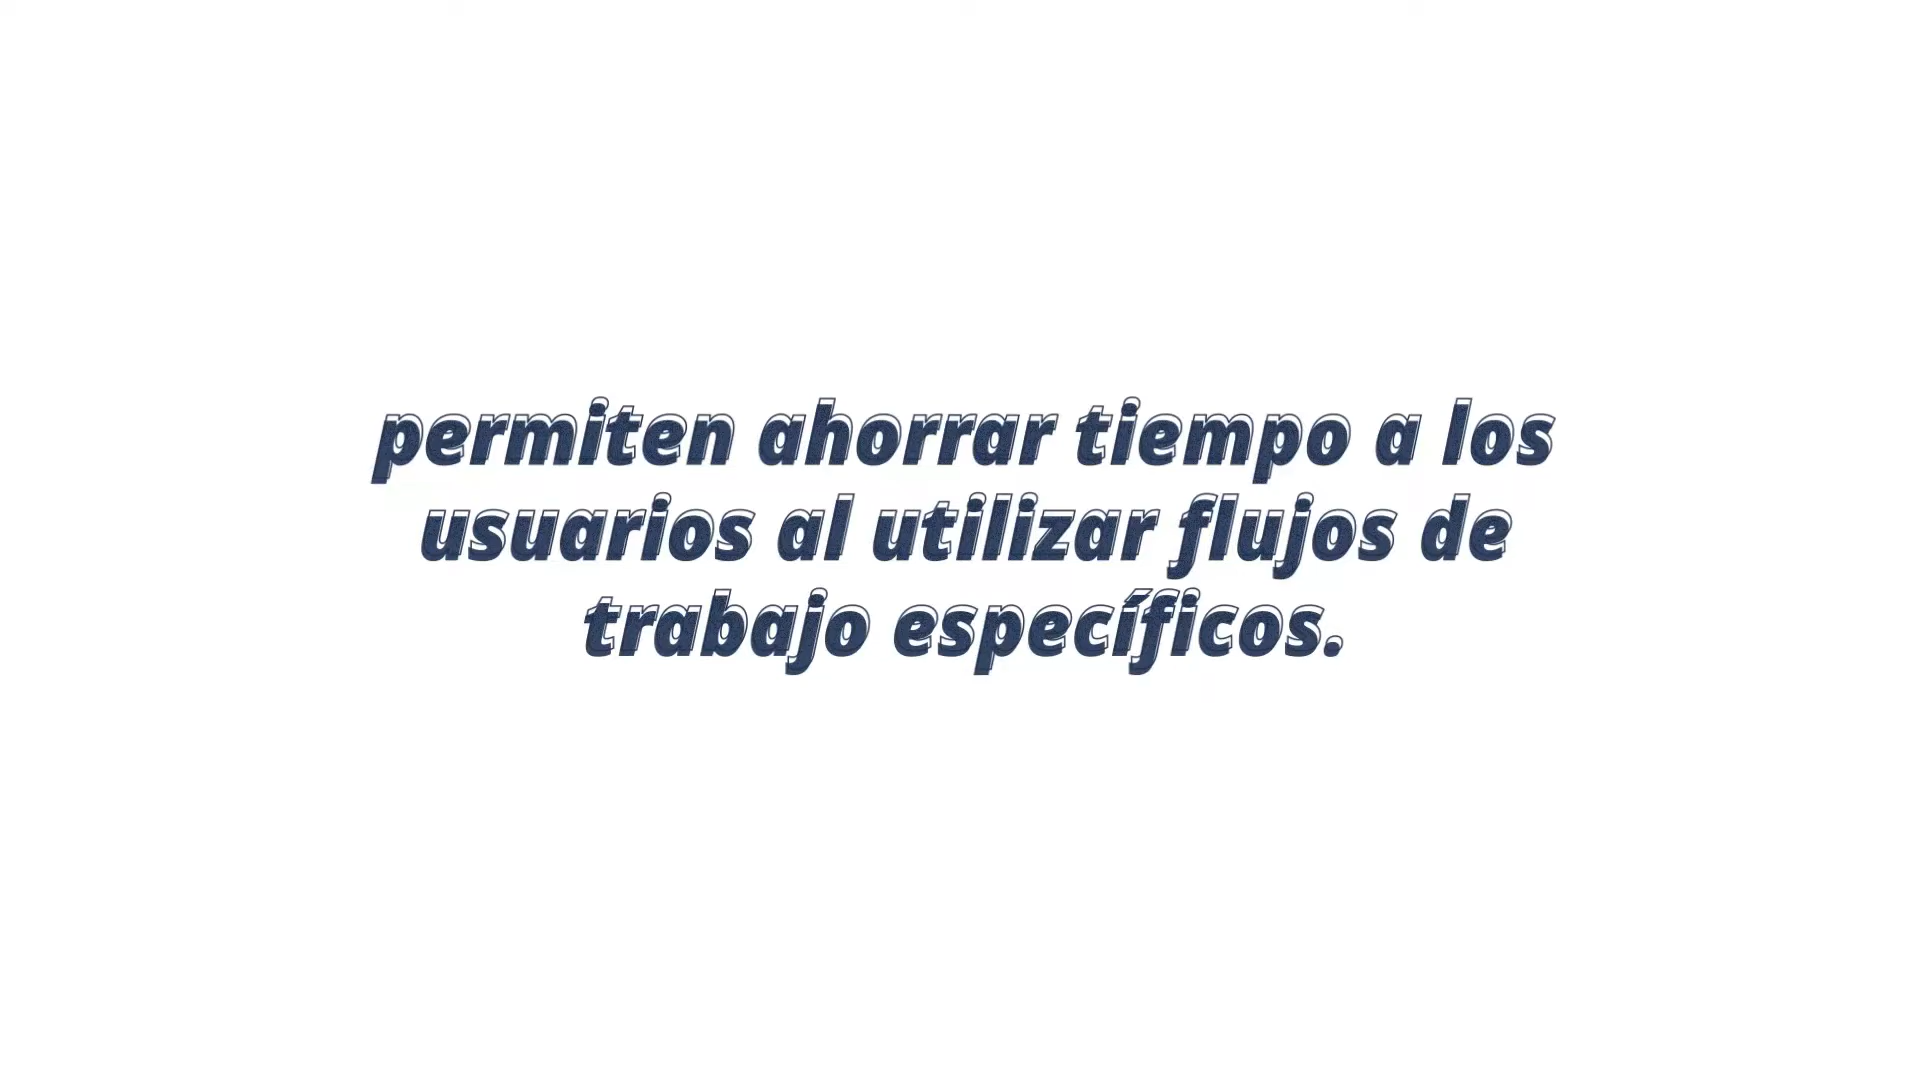 permiten ahorrar tiempo a los
usuarios al utilizar flujos de
trabajo específicos.